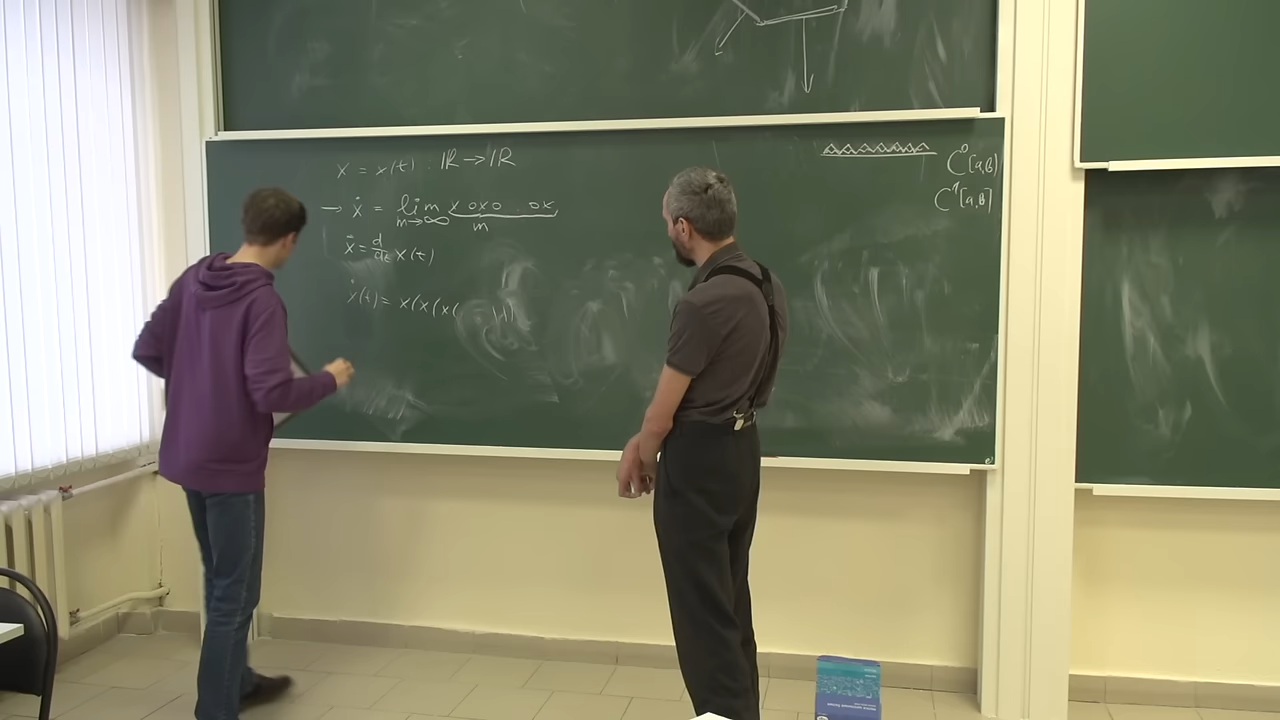 x = x(t) : ℝ → ℝ
→ ẋ = lim x∘x∘...∘x
m→∞ m
ẍ = d/dt x(t)
ẋ(t) = x(x(x(
C⁰[a,b]
C¹[a,b]